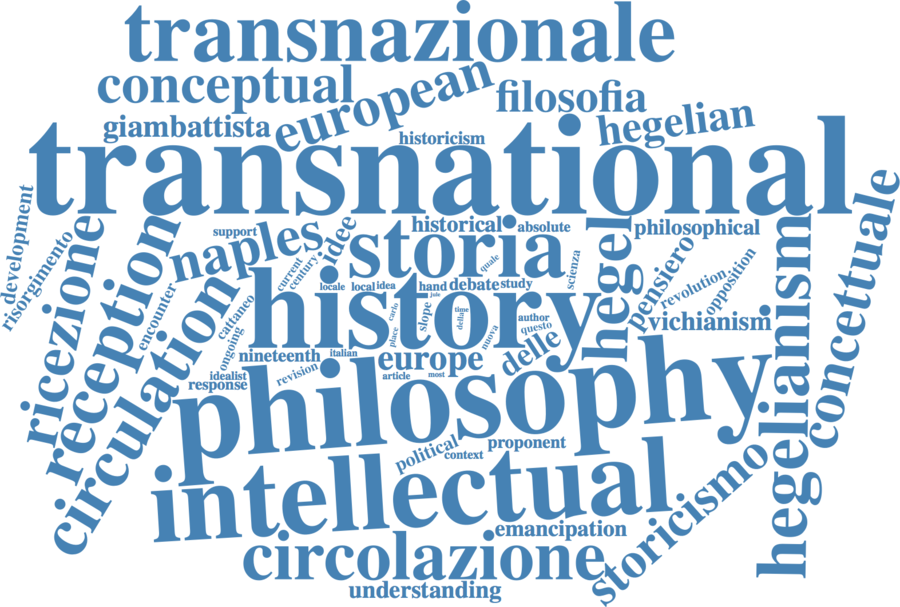 transnazionale
conceptual
european
filosofia
giambattista
historicism
hegelian
transnational
development
risorgimento
ricezione
reception
circulation
encounter
cattaneo
ongoing
support
naples
idee
current
century
historical
absolute
storia
quale
scienza
hegel
philosophical
pensiero
revolution
opposition
concettuale
hegelianism
vichianism
history
locale
local
idea
hand
debate
study
jule
slope
carlo
place
time
della
nuova
author
questo
delle
nineteenth
italian
europe
idealist
response
revision
article
most
philosophy
political
context
proponent
intellectual
storicismo
emancipation
circolazione
understanding